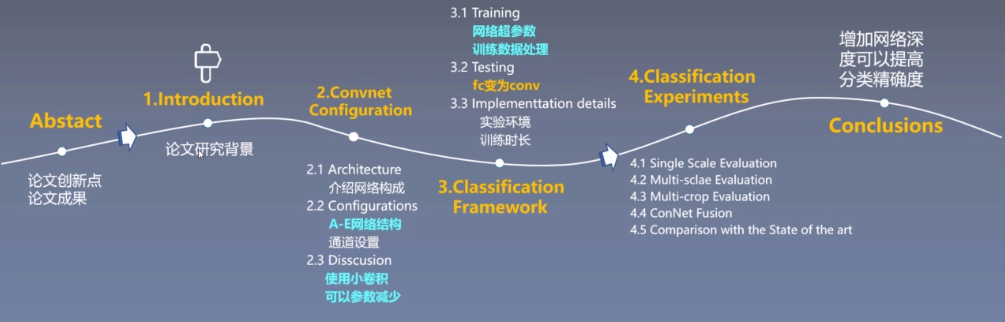 Abstact
论文创新点
论文成果
1.Introduction
论文研究背景
2.Convnet
Configuration
2.1 Architecture
介绍网络构成
2.2 Configurations
A-E网络结构
通道设置
2.3 Disscusion
使用小卷积
可以参数减少
3.1 Training
网络超参数
训练数据处理
3.2 Testing
fc变为conv
3.3 Implementtation details
实验环境
训练时长
3.Classification
Framework
4.Classification
Experiments
4.1 Single Scale Evaluation
4.2 Multi-sclae Evaluation
4.3 Multi-crop Evaluation
4.4 ConNet Fusion
4.5 Comparison with the State of the art
增加网络深
度可以提高
分类精确度
Conclusions